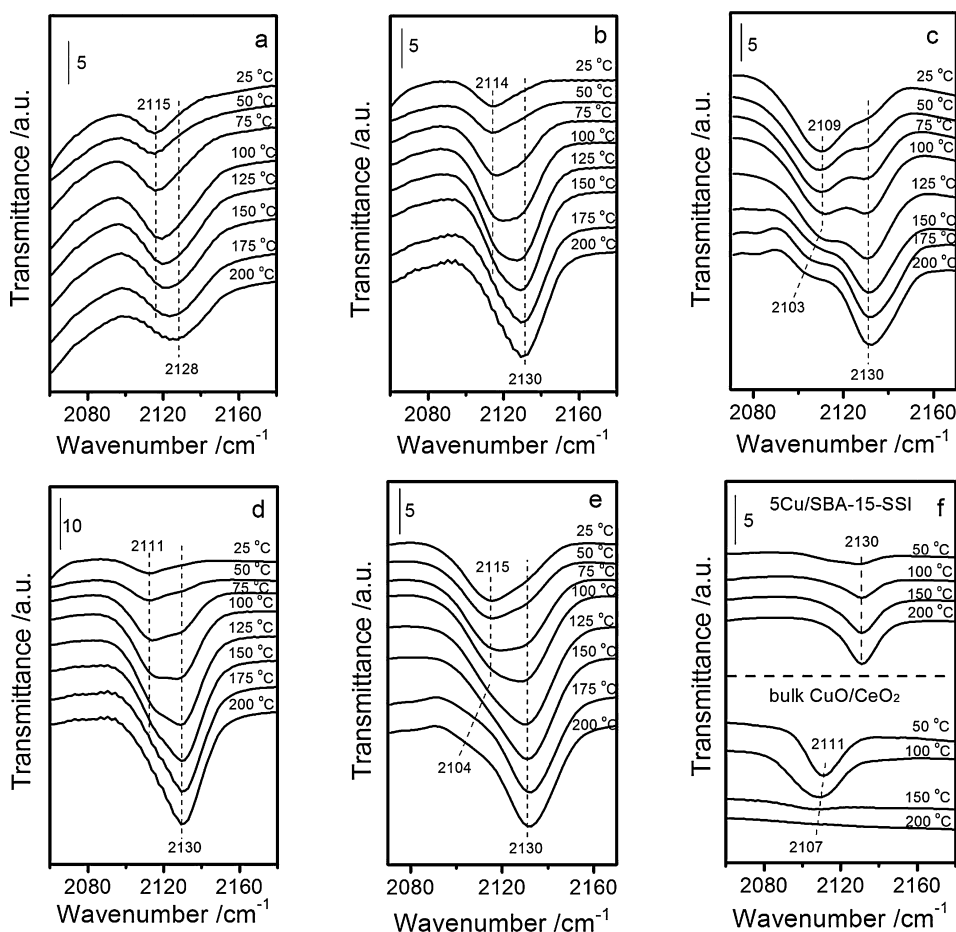 a
5
25 °C
50 °C
75 °C
100 °C
125 °C
150 °C
175 °C
200 °C
2115
2128
Transmittance /a.u.
2080 2120 2160
Wavenumber /cm⁻¹
b
5
25 °C
50 °C
75 °C
100 °C
125 °C
150 °C
175 °C
200 °C
2114
2130
Transmittance /a.u.
2080 2120 2160
Wavenumber /cm⁻¹
c
5
25 °C
50 °C
75 °C
100 °C
125 °C
150 °C
175 °C
200 °C
2109
2103
2130
Transmittance /a.u.
2080 2120 2160
Wavenumber /cm⁻¹
d
10
25 °C
50 °C
75 °C
100 °C
125 °C
150 °C
175 °C
200 °C
2111
2130
Transmittance /a.u.
2080 2120 2160
Wavenumber /cm⁻¹
e
5
25 °C
50 °C
75 °C
100 °C
125 °C
150 °C
175 °C
200 °C
2115
2104
2130
Transmittance /a.u.
2080 2120 2160
Wavenumber /cm⁻¹
5Cu/SBA-15-SSI f
5
2130
50 °C
100 °C
150 °C
200 °C
bulk CuO/CeO₂
50 °C
2111
100 °C
150 °C
200 °C
2107
Transmittance /a.u.
2080 2120 2160
Wavenumber /cm⁻¹